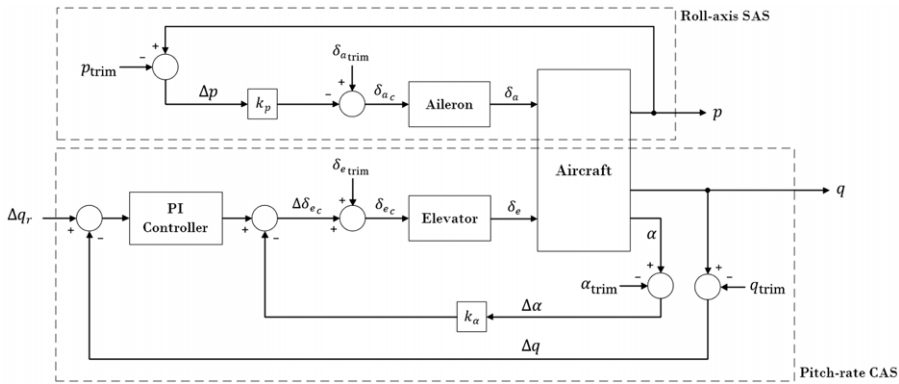 Roll-axis SAS
p_trim
+
-
Δp
k_p
-
δ_a_trim
+
δ_a_c
Aileron
δ_a
Aircraft
p
Δq_r
+
-
PI
Controller
+
-
Δδ_e_c
δ_e_trim
+
+
δ_e_c
Elevator
δ_e
q
α
+
-
α_trim
+
-
q_trim
k_α
Δα
Δq
Pitch-rate CAS